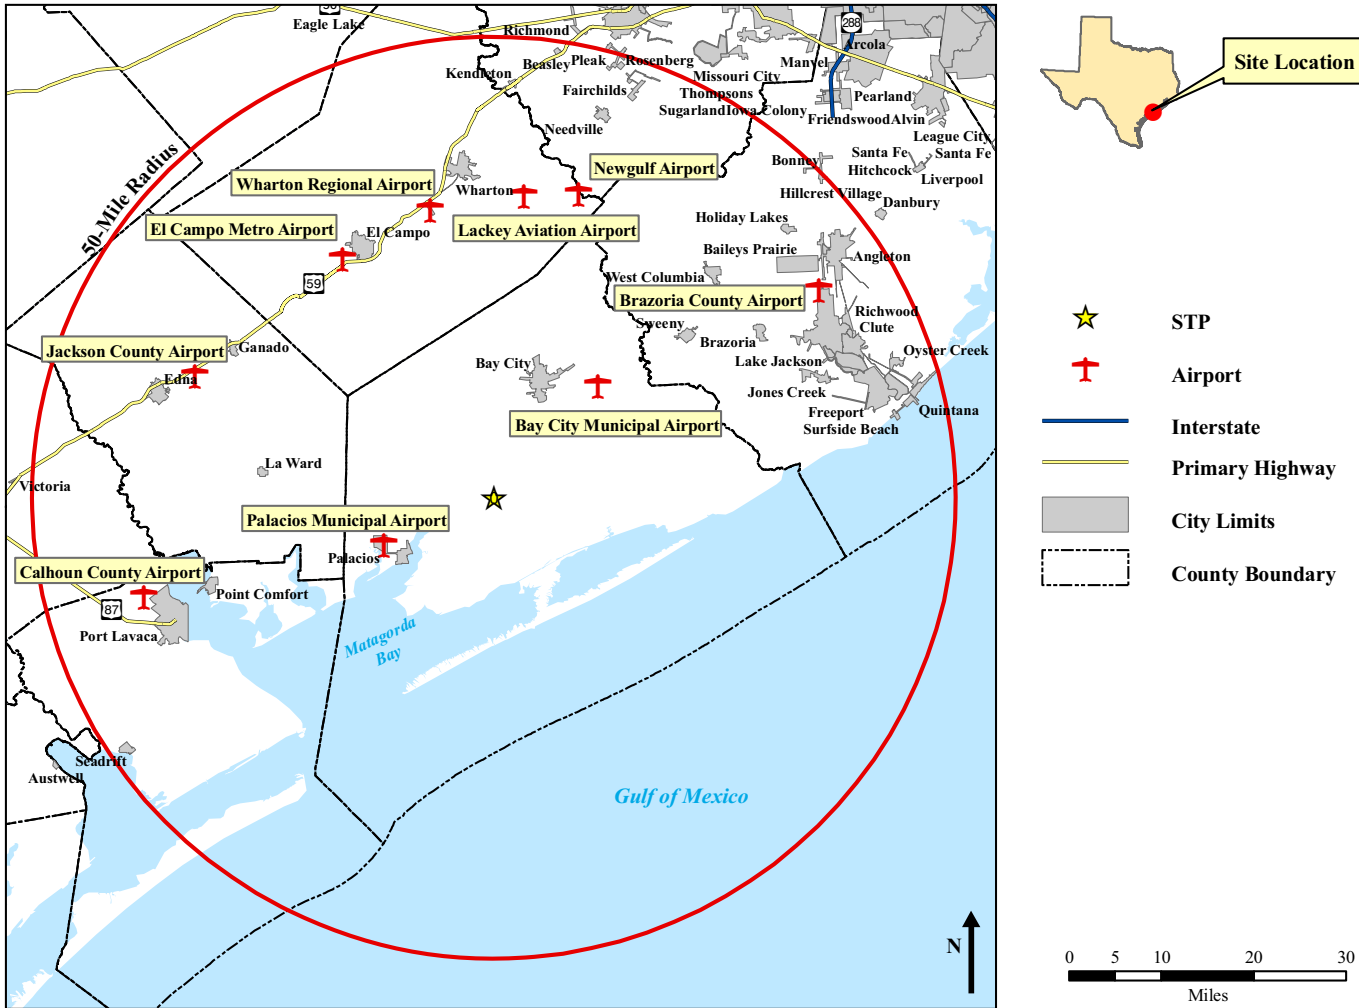 Eagle Lake
Richmond
288
Arcola
Beasley
Pleak
Rosenberg
Manvel
Kendleton
Missouri City
Fairchilds
Thompsons
Pearland
Sugarland
Iowa Colony
Friendswood
Alvin
Needville
League City
50-Mile Radius
Newgulf Airport
Bonney
Santa Fe
Santa Fe
Hitchcock
Liverpool
Wharton Regional Airport
Wharton
Hillcrest Village
Danbury
Holiday Lakes
El Campo Metro Airport
El Campo
Lackey Aviation Airport
Baileys Prairie
Angleton
West Columbia
59
Brazoria County Airport
Richwood
Sweeny
Clute
Brazoria
Jackson County Airport
Ganado
Lake Jackson
Oyster Creek
Edna
Bay City
Jones Creek
Freeport
Quintana
Bay City Municipal Airport
Surfside Beach
La Ward
Victoria
Palacios Municipal Airport
Palacios
Calhoun County Airport
Point Comfort
87
Port Lavaca
Matagorda
Bay
Seadrift
Austwell
Gulf of Mexico
N
Site Location
STP
Airport
Interstate
Primary Highway
City Limits
County Boundary
0 5 10 20 30
Miles